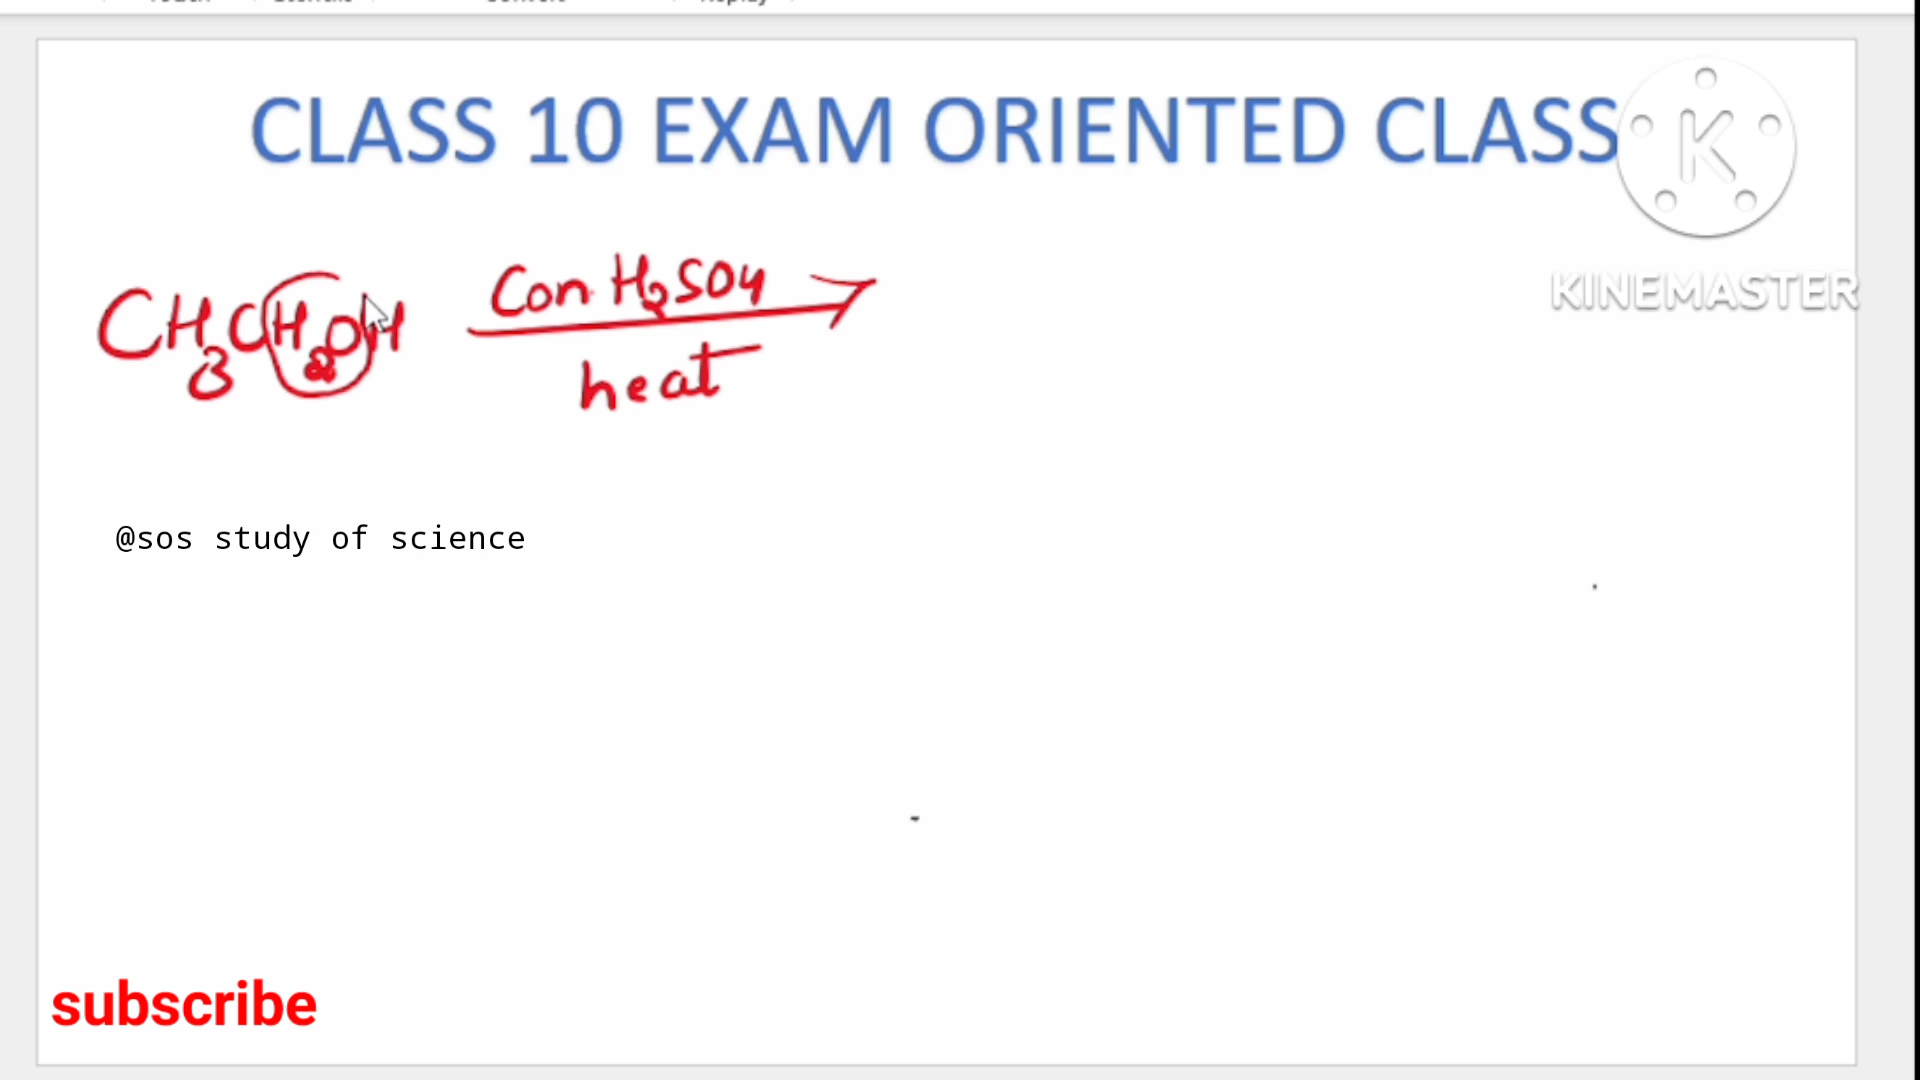 CLASS 10 EXAM ORIENTED CLASS
KINEMASTER
CH3CH2OH
Con. H2SO4
heat
@sos study of science
subscribe